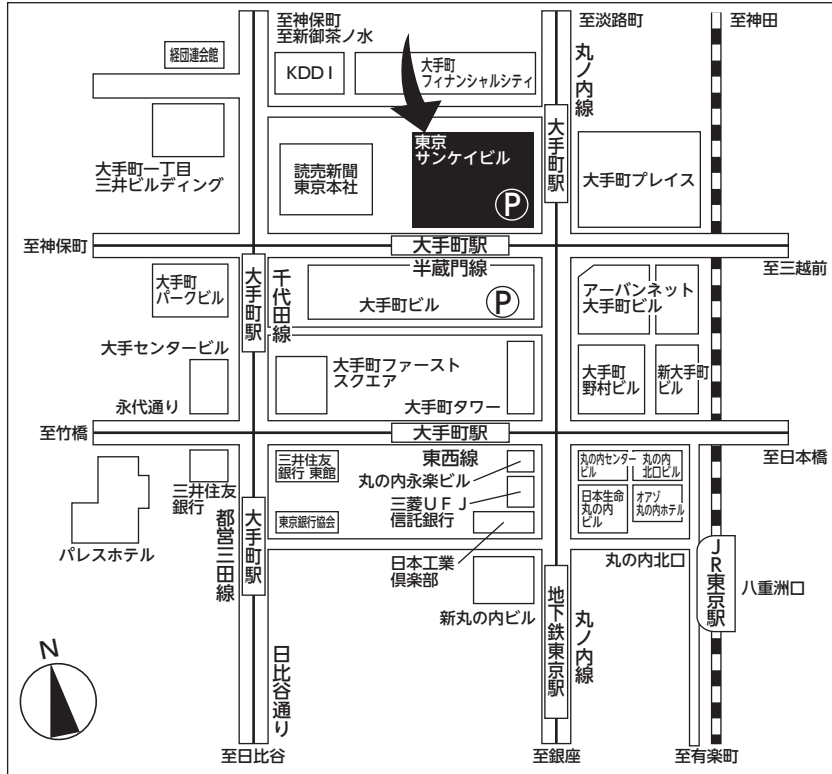 至神保町
至新御茶ノ水
至淡路町
至神田
経団連会館
KDDI
大手町
フィナンシャルシティ
丸ノ内線
大手町一丁目
三井ビルディング
読売新聞
東京本社
東京
サンケイビル
P
大手町駅
大手町プレイス
至神保町
大手町駅
半蔵門線
至三越前
大手町
パークビル
大手町駅
千代田線
大手町ビル
P
アーバンネット
大手町ビル
大手センタービル
大手町ファースト
スクエア
大手町タワー
大手町
野村ビル
新大手町
ビル
永代通り
至竹橋
大手町駅
東西線
至日本橋
三井住友
銀行
三井住友
銀行 東館
丸の内永楽ビル
三菱UFJ
信託銀行
丸の内センター
ビル
丸の内
北口ビル
日本生命
丸の内
ビル
オアゾ
丸の内ホテル
パレスホテル
都営三田線
大手町駅
東京銀行協会
日本工業
倶楽部
新丸の内ビル
地下鉄東京駅
丸ノ内線
丸の内北口
JR東京駅
八重洲口
N
日比谷通り
至日比谷
至銀座
至有楽町